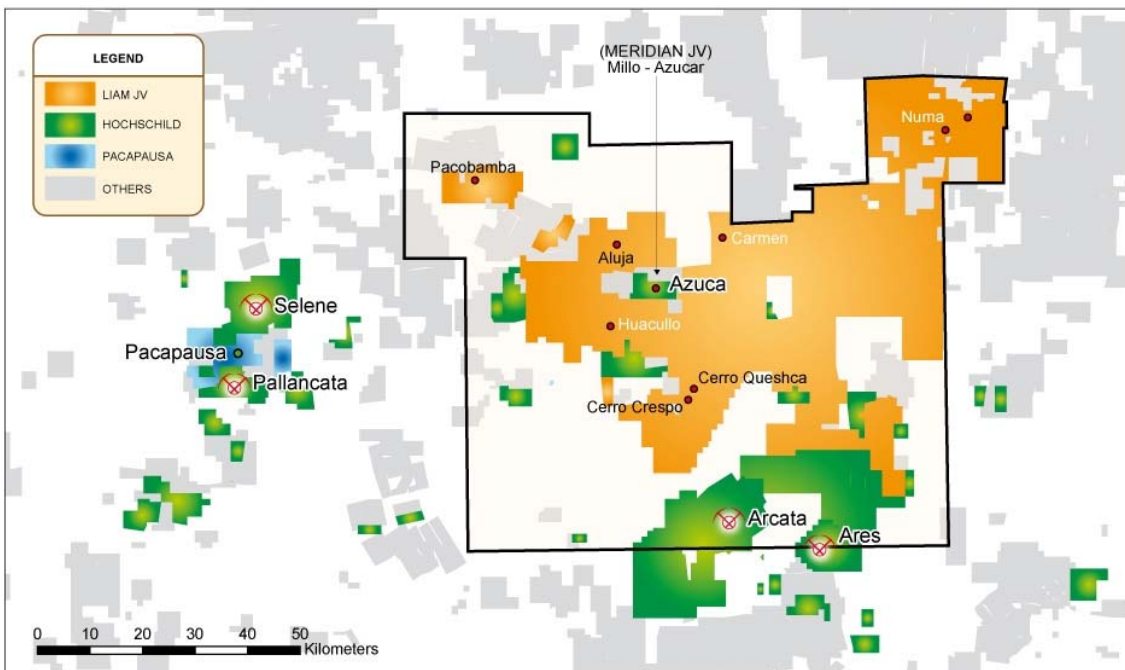 LEGEND
LIAM JV
HOCHSCHILD
PACAPAUSA
OTHERS
(MERIDIAN JV)
Millo - Azucar
Numa
Pacobamba
Carmen
Aluja
Azuca
Selene
Huacullo
Pacapausa
Pallancata
Cerro Queshca
Cerro Crespo
Arcata
Ares
0 10 20 30 40 50
Kilometers